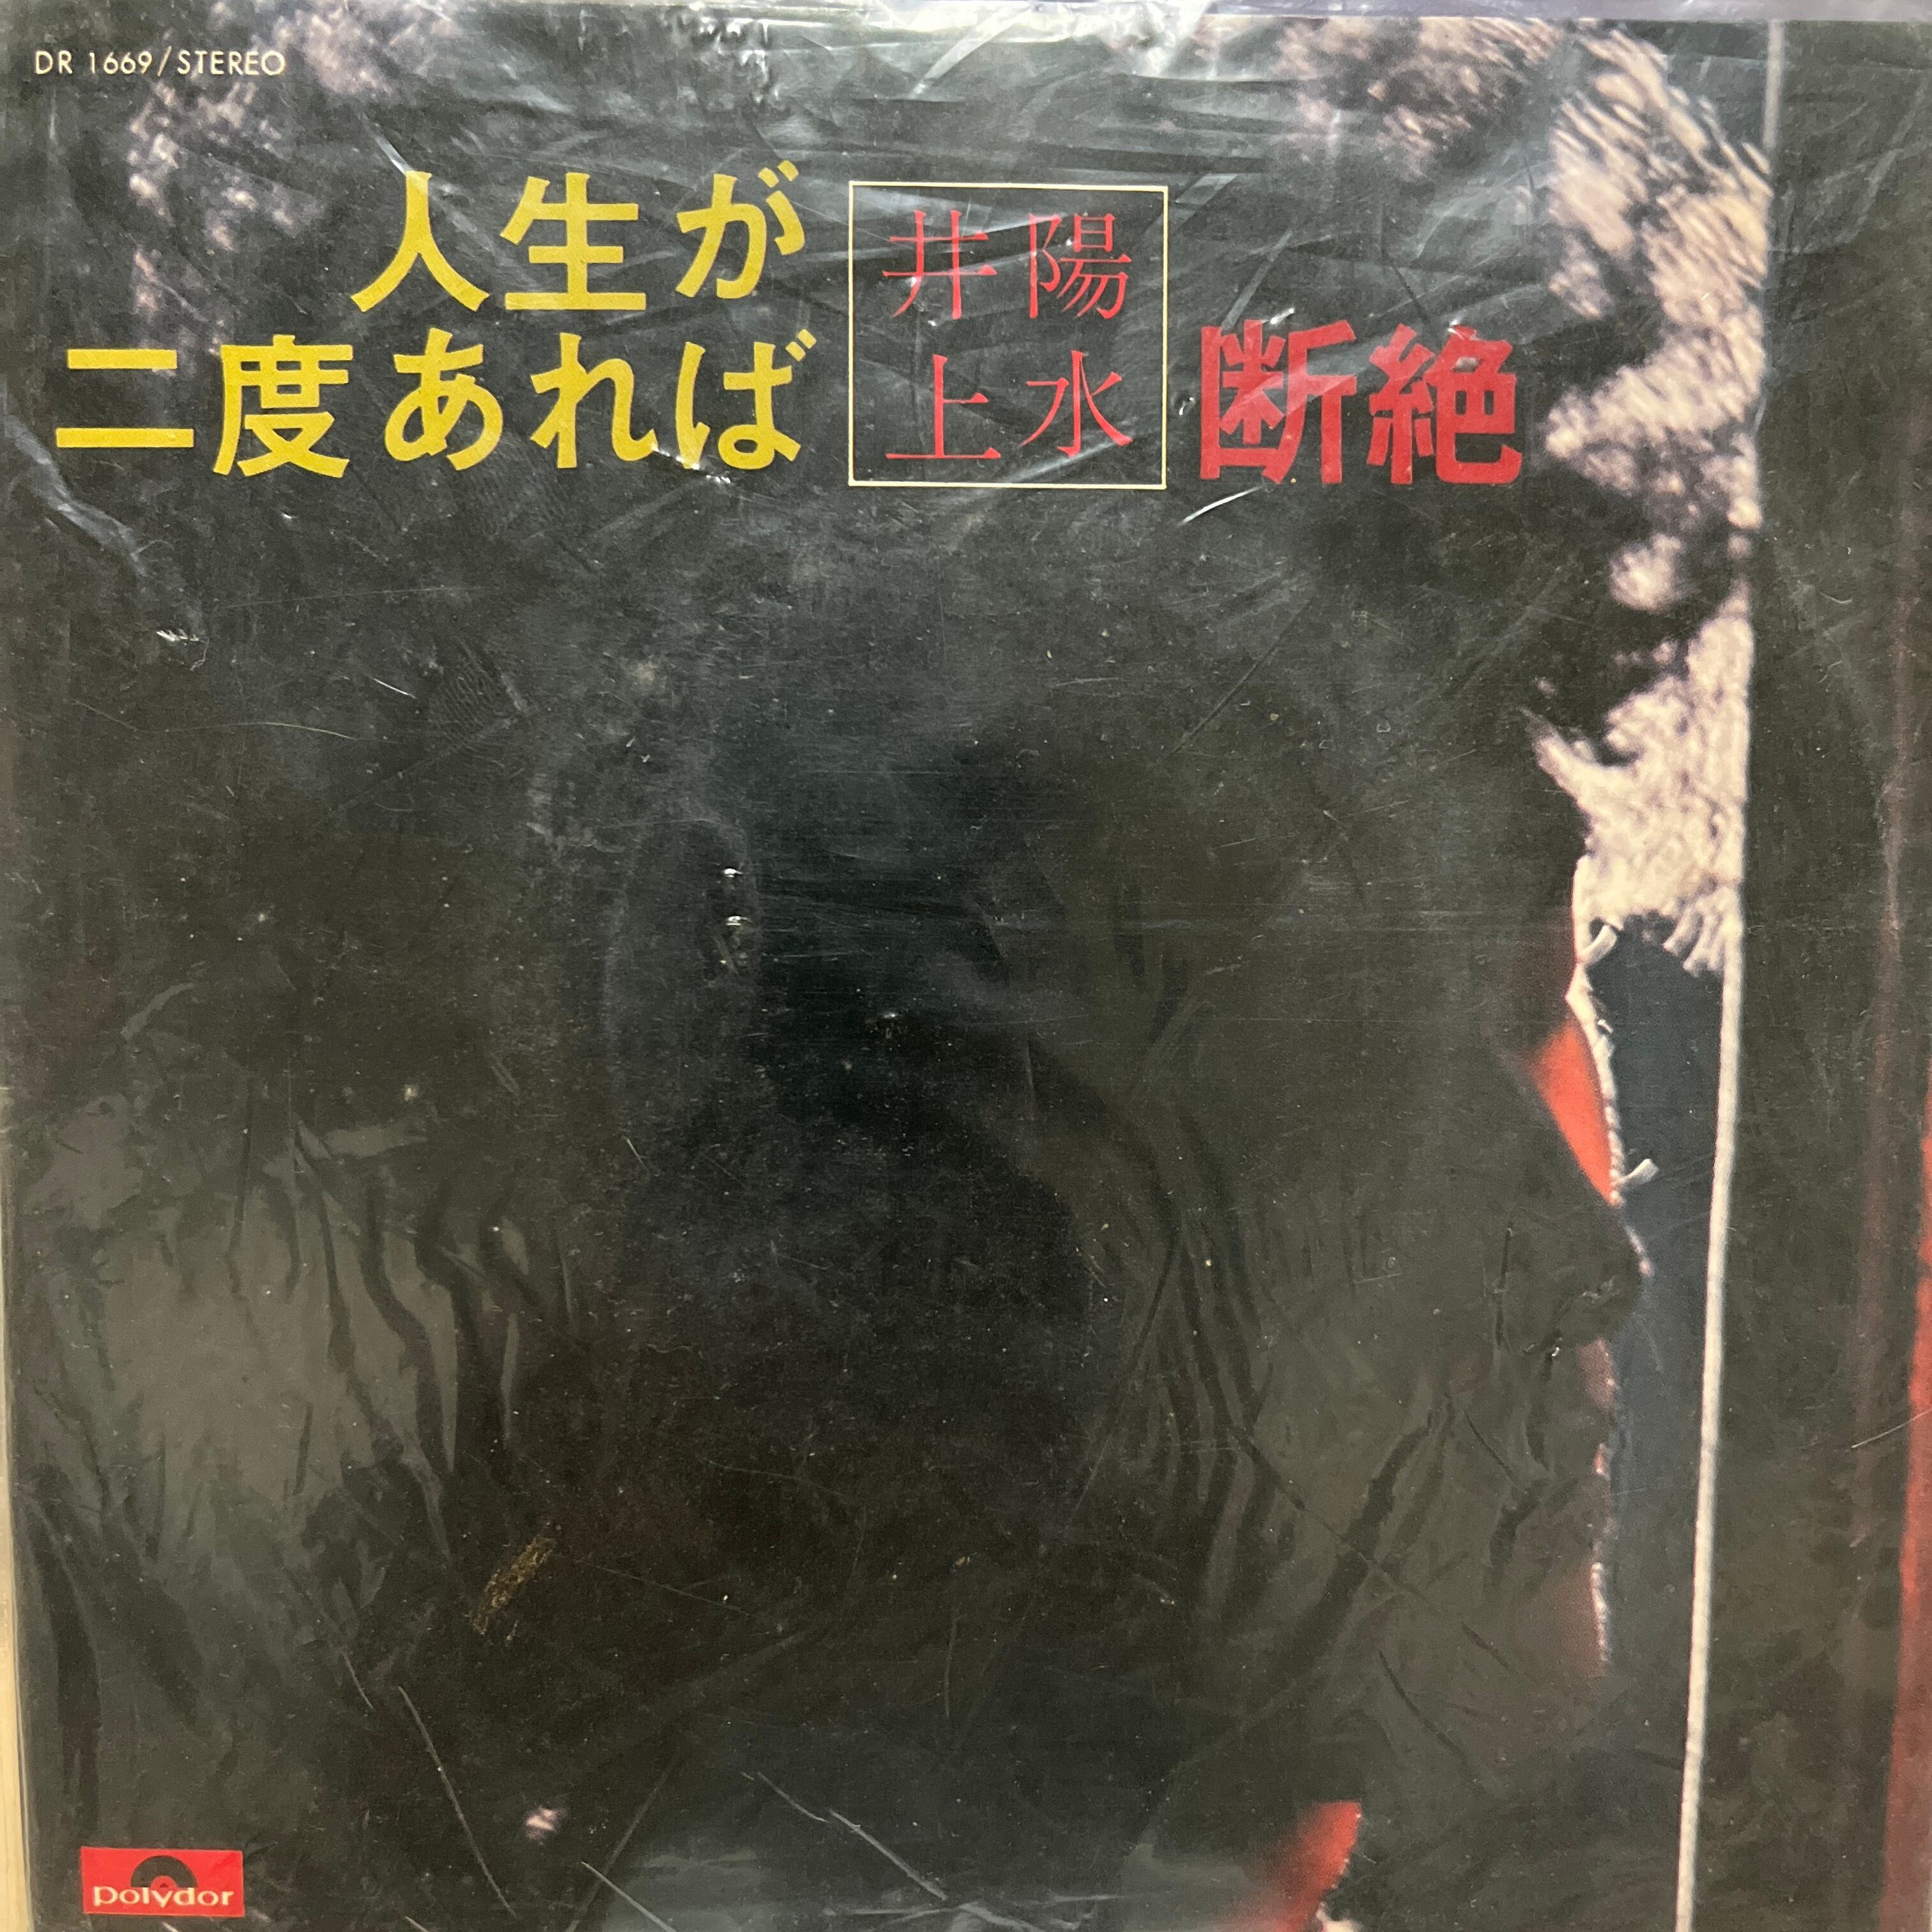 DR 1669/STEREO
人生が
二度あれば
井上
陽水
断絶
polydor